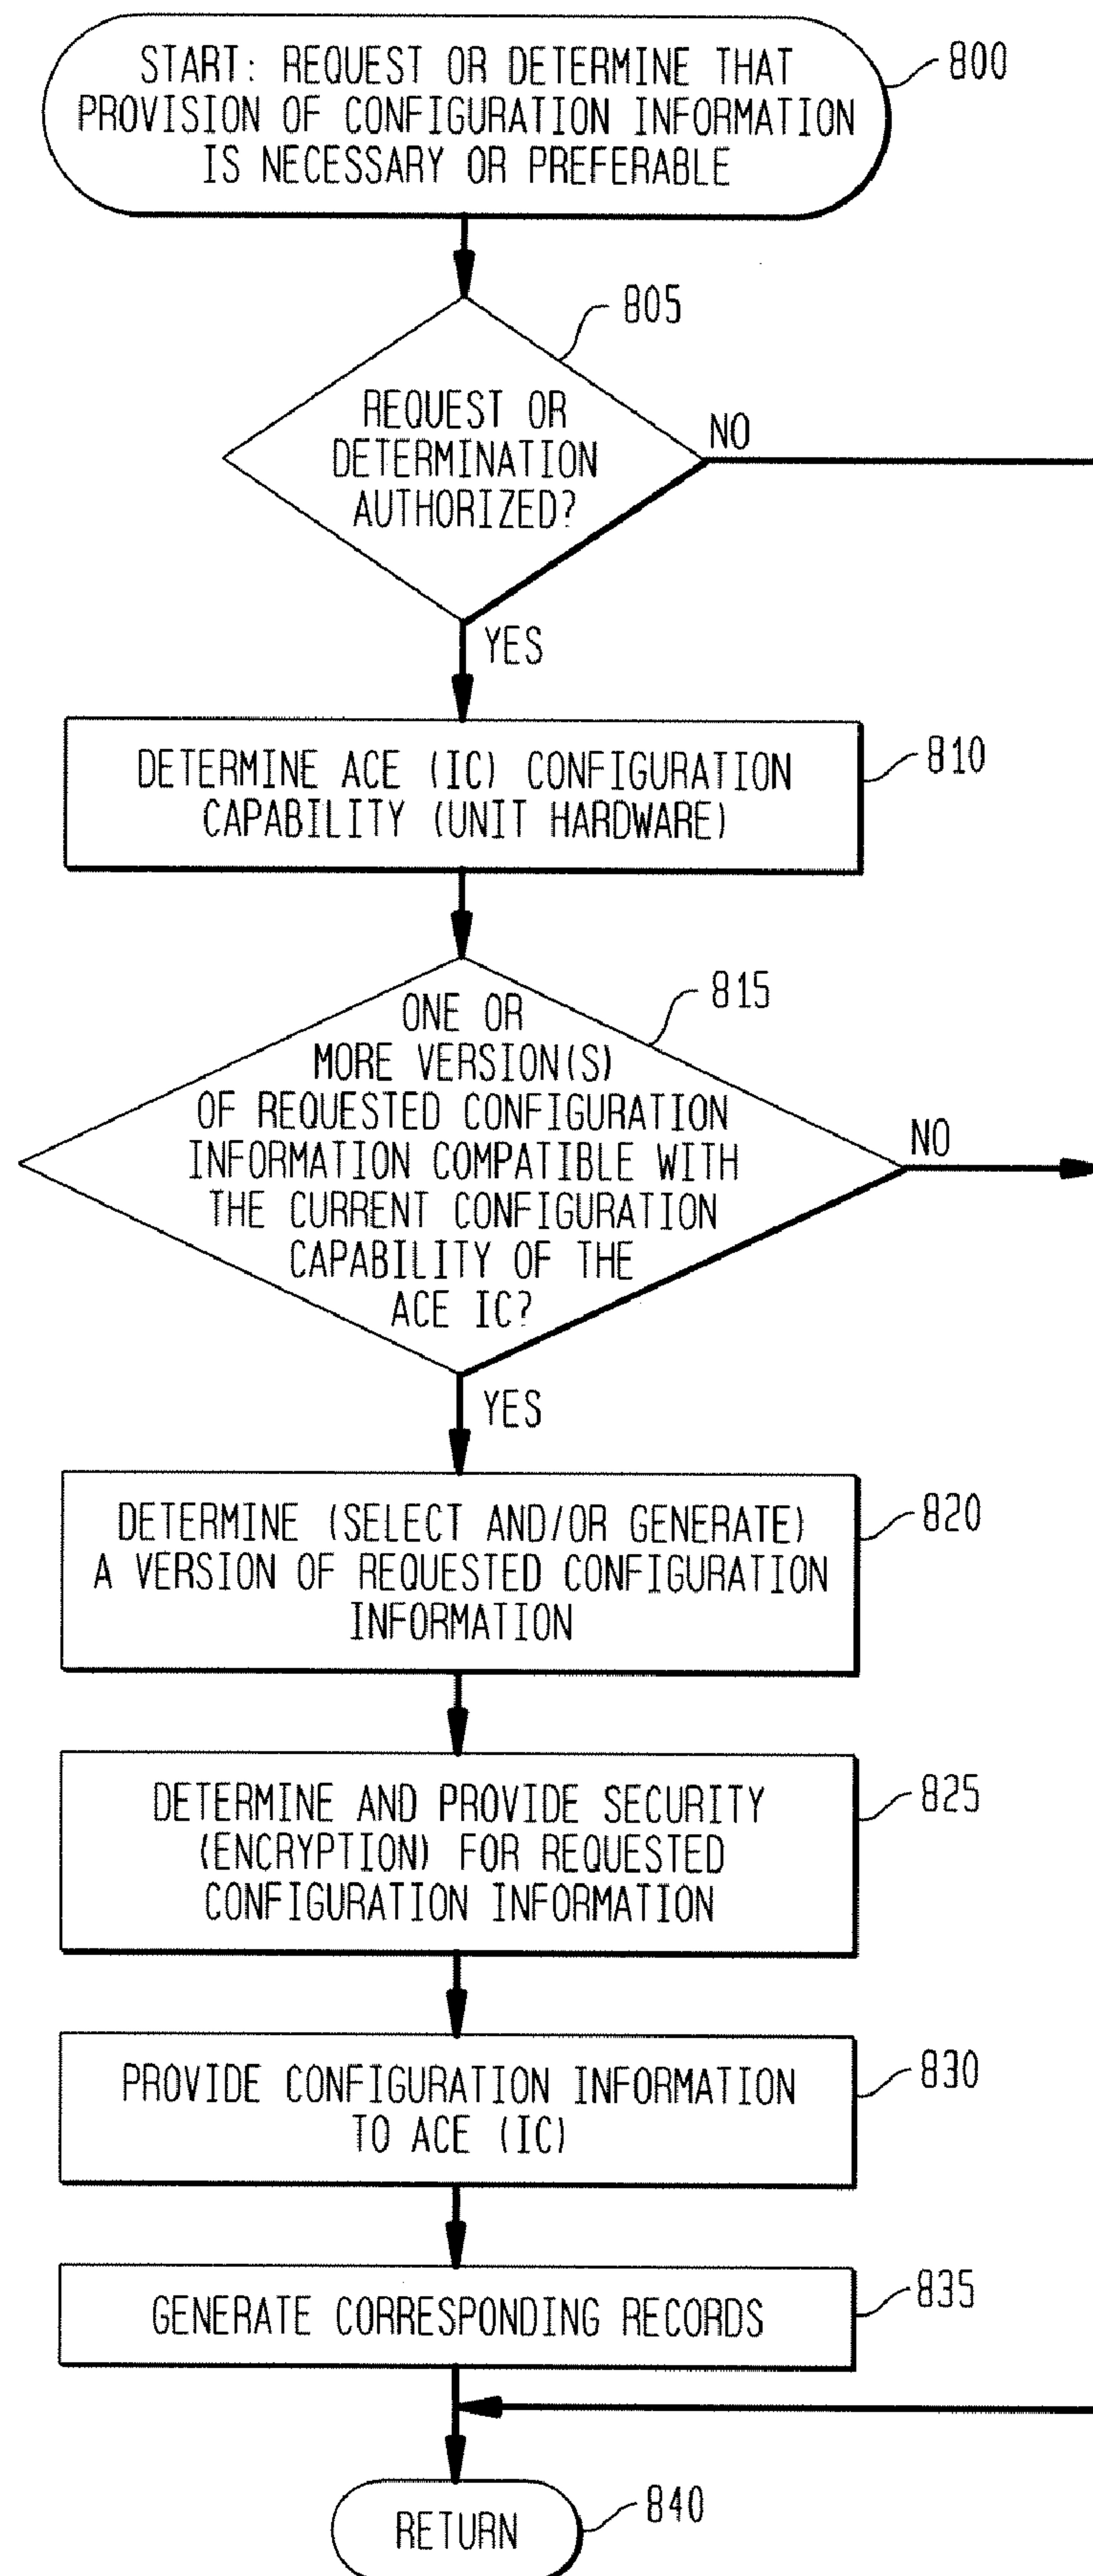 START: REQUEST OR DETERMINE THAT
PROVISION OF CONFIGURATION INFORMATION
IS NECESSARY OR PREFERABLE
800
805
REQUEST OR
DETERMINATION
AUTHORIZED?
NO
YES
DETERMINE ACE (IC) CONFIGURATION
CAPABILITY (UNIT HARDWARE)
810
815
ONE OR
MORE VERSION(S)
OF REQUESTED CONFIGURATION
INFORMATION COMPATIBLE WITH
THE CURRENT CONFIGURATION
CAPABILITY OF THE
ACE IC?
NO
YES
DETERMINE (SELECT AND/OR GENERATE)
A VERSION OF REQUESTED CONFIGURATION
INFORMATION
820
DETERMINE AND PROVIDE SECURITY
(ENCRYPTION) FOR REQUESTED
CONFIGURATION INFORMATION
825
PROVIDE CONFIGURATION INFORMATION
TO ACE (IC)
830
GENERATE CORRESPONDING RECORDS
835
RETURN
840